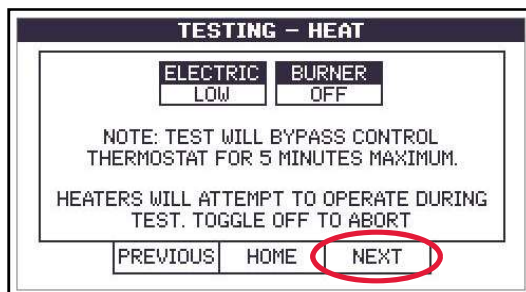 TESTING - HEAT
ELECTRIC BURNER
LOW OFF
NOTE: TEST WILL BYPASS CONTROL
THERMOSTAT FOR 5 MINUTES MAXIMUM.
HEATERS WILL ATTEMPT TO OPERATE DURING
TEST. TOGGLE OFF TO ABORT
PREVIOUS HOME NEXT